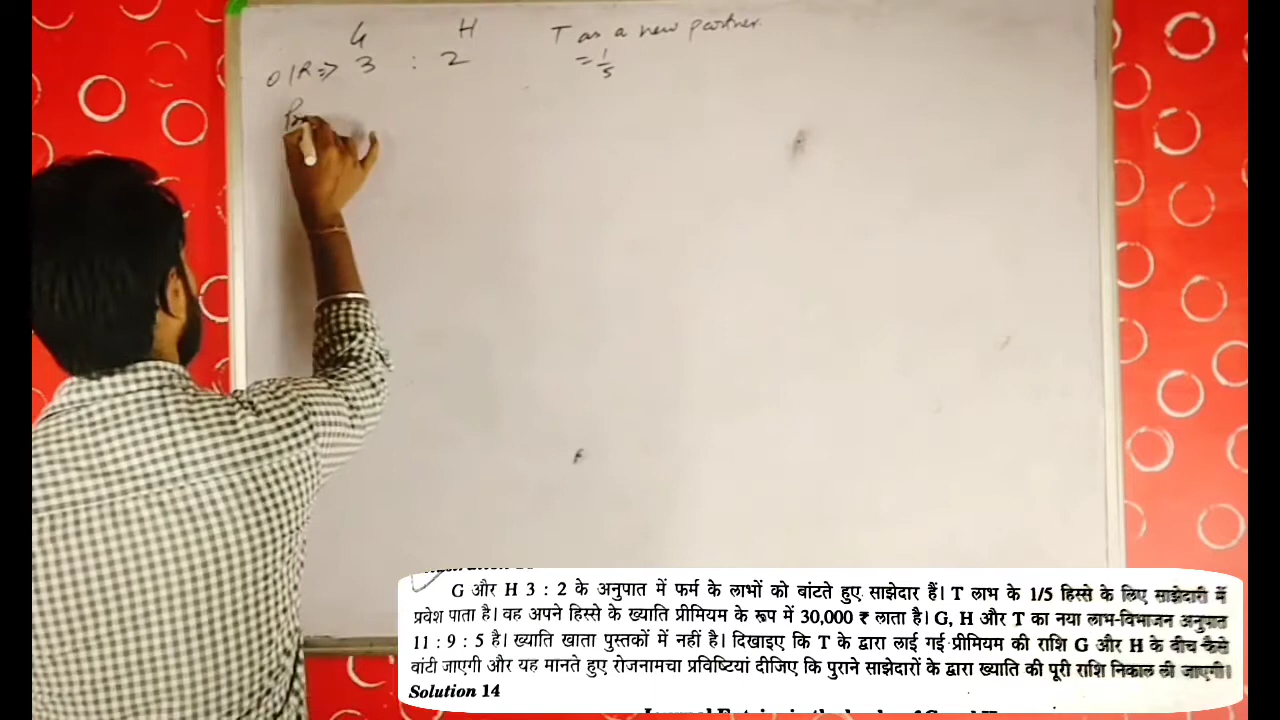 G H T as a new partner.
O/R => 3 : 2 = 1/5
G और H 3 : 2 के अनुपात में फर्म के लाभों को बांटते हुए साझेदार हैं। T लाभ के 1/5 हिस्से के लिए साझेदारी में
प्रवेश पाता है। वह अपने हिस्से के ख्याति प्रीमियम के रूप में 30,000 ₹ लाता है। G, H और T का नया लाभ-विभाजन अनुपात
11 : 9 : 5 है। ख्याति खाता पुस्तकों में नहीं है। दिखाइए कि T के द्वारा लाई गई प्रीमियम की राशि G और H के बीच कैसे
वांटी जाएगी और यह मानते हुए रोजनामचा प्रविष्टियां दीजिए कि पुराने साझेदारों के द्वारा ख्याति की पूरी राशि निकाल ली जाएगी।
Solution 14